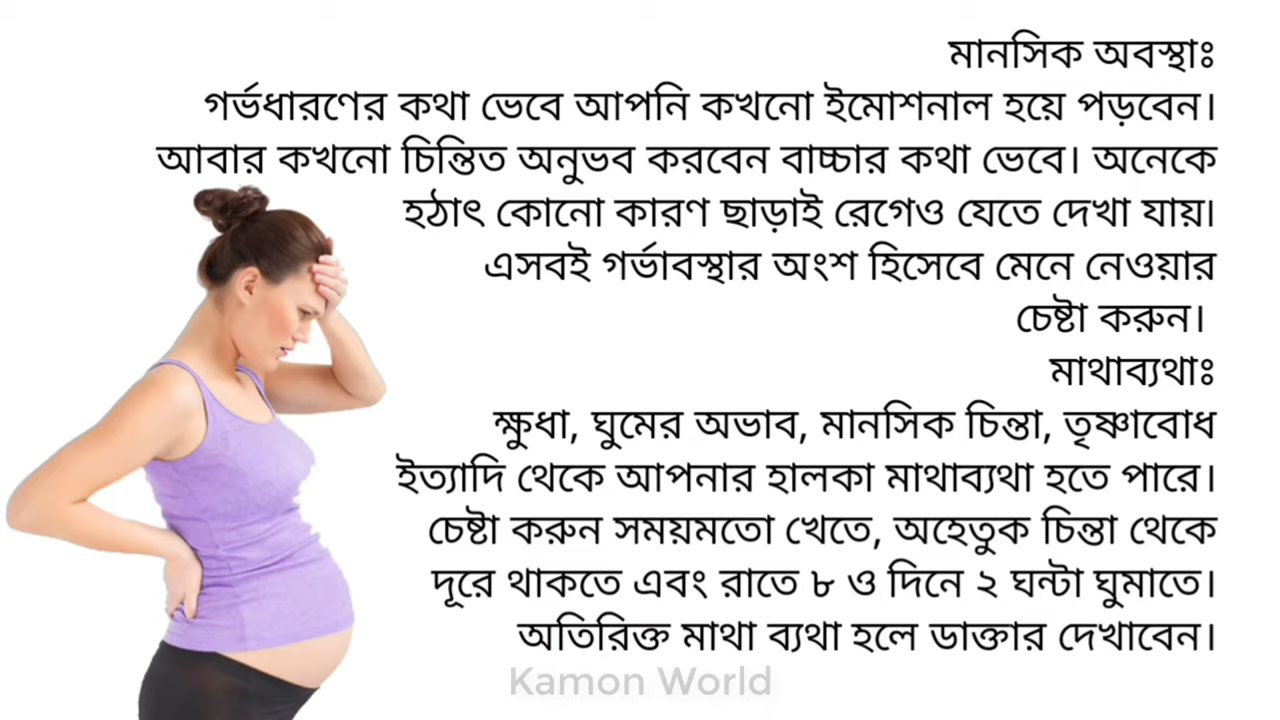 মানসিক অবস্থাঃ
গর্ভধারণের কথা ভেবে আপনি কখনো ইমোশনাল হয়ে পড়বেন।
আবার কখনো চিন্তিত অনুভব করবেন বাচ্চার কথা ভেবে। অনেকে
হঠাৎ কোনো কারণ ছাড়াই রেগেও যেতে দেখা যায়।
এসবই গর্ভাবস্থার অংশ হিসেবে মেনে নেওয়ার
চেষ্টা করুন।
মাথাব্যথাঃ
ক্ষুধা, ঘুমের অভাব, মানসিক চিন্তা, তৃষ্ণাবোধ
ইত্যাদি থেকে আপনার হালকা মাথাব্যথা হতে পারে।
চেষ্টা করুন সময়মতো খেতে, অহেতুক চিন্তা থেকে
দূরে থাকতে এবং রাতে ৮ ও দিনে ২ ঘন্টা ঘুমাতে।
অতিরিক্ত মাথা ব্যথা হলে ডাক্তার দেখাবেন।
Kamon World